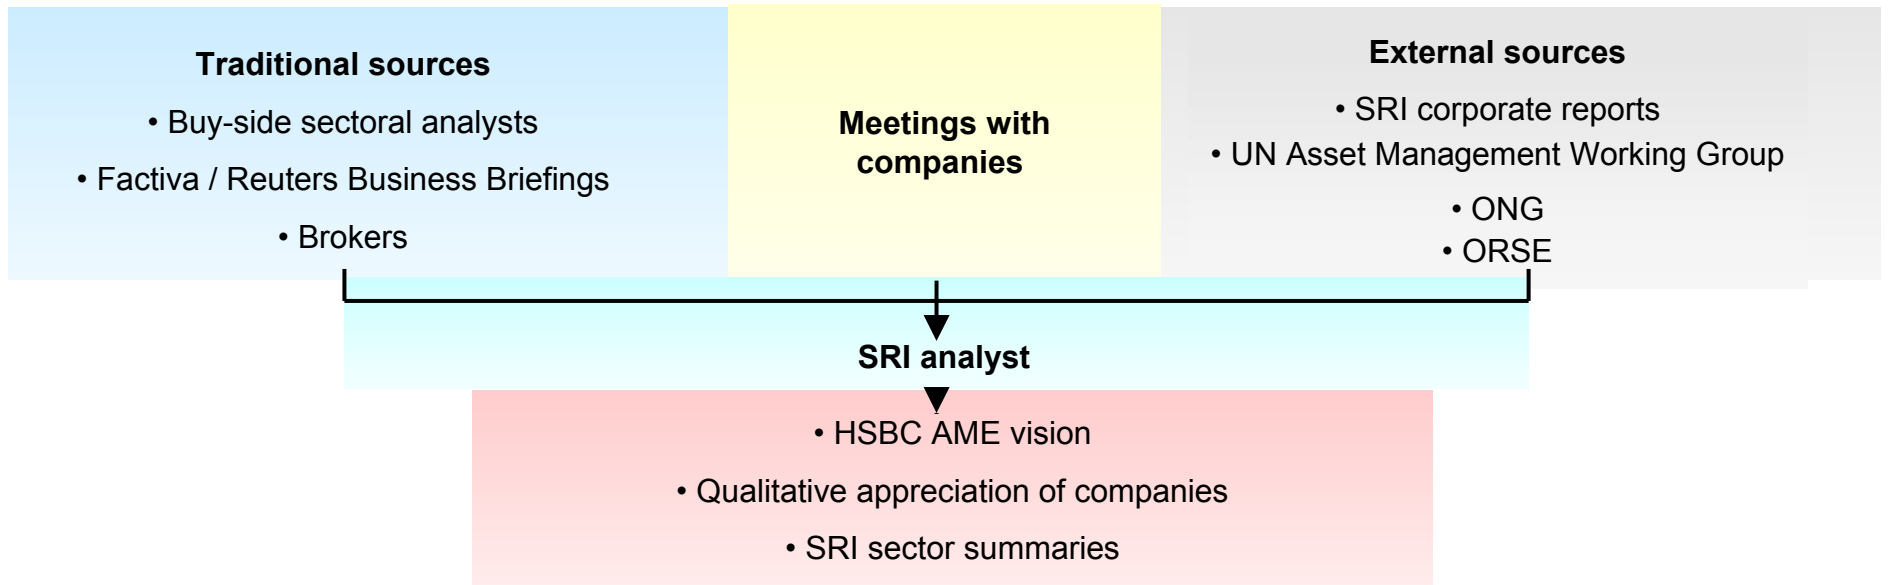 Traditional sources
• Buy-side sectoral analysts
• Factiva / Reuters Business Briefings
• Brokers
Meetings with
companies
External sources
• SRI corporate reports
• UN Asset Management Working Group
• ONG
• ORSE
SRI analyst
• HSBC AME vision
• Qualitative appreciation of companies
• SRI sector summaries